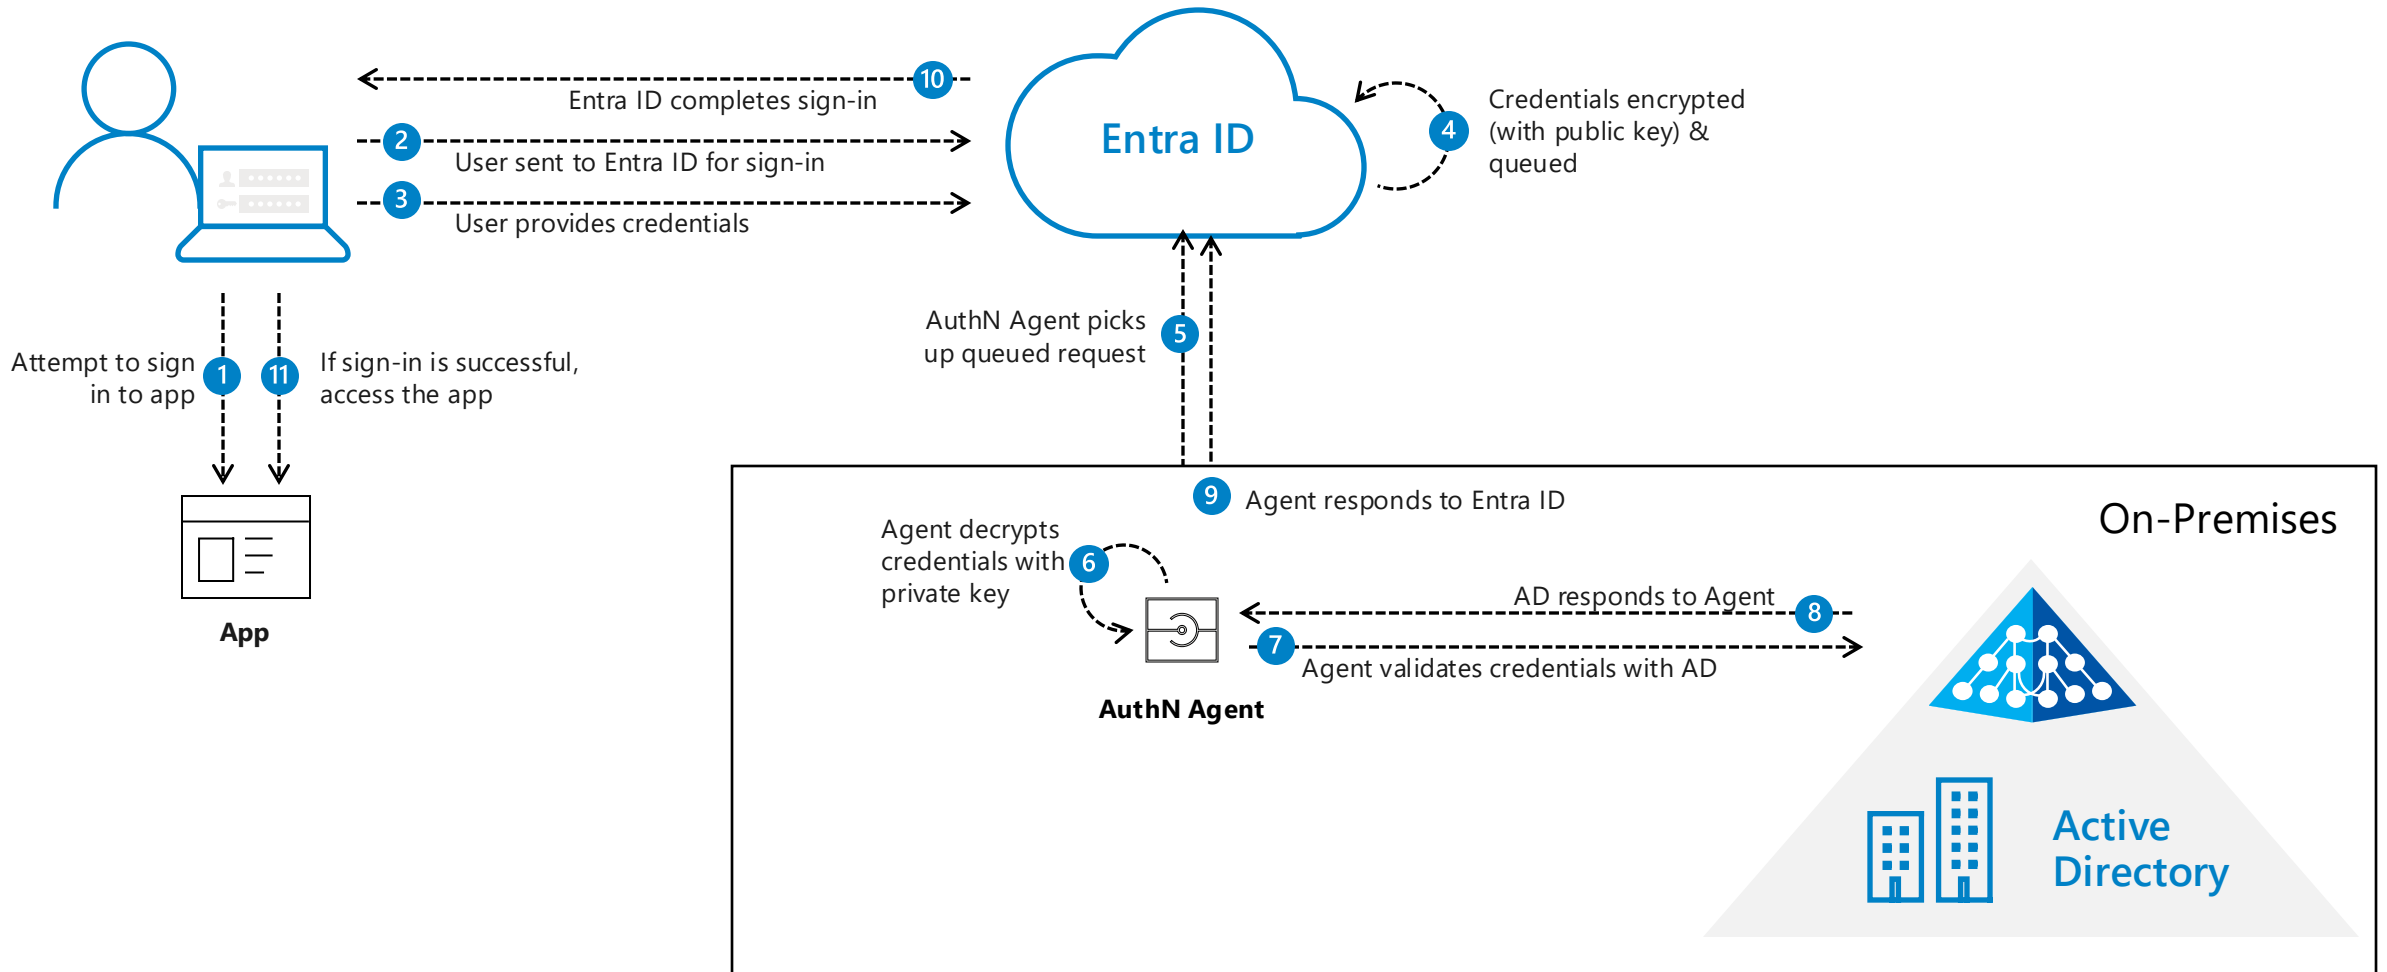 10
Entra ID completes sign-in
2
User sent to Entra ID for sign-in
3
User provides credentials
Entra ID
4
Credentials encrypted
(with public key) &
queued
Attempt to sign
in to app
1
11
If sign-in is successful,
access the app
App
AuthN Agent picks
up queued request
5
9
Agent responds to Entra ID
On-Premises
Agent decrypts
credentials with
private key
6
AD responds to Agent
8
7
Agent validates credentials with AD
AuthN Agent
Active
Directory